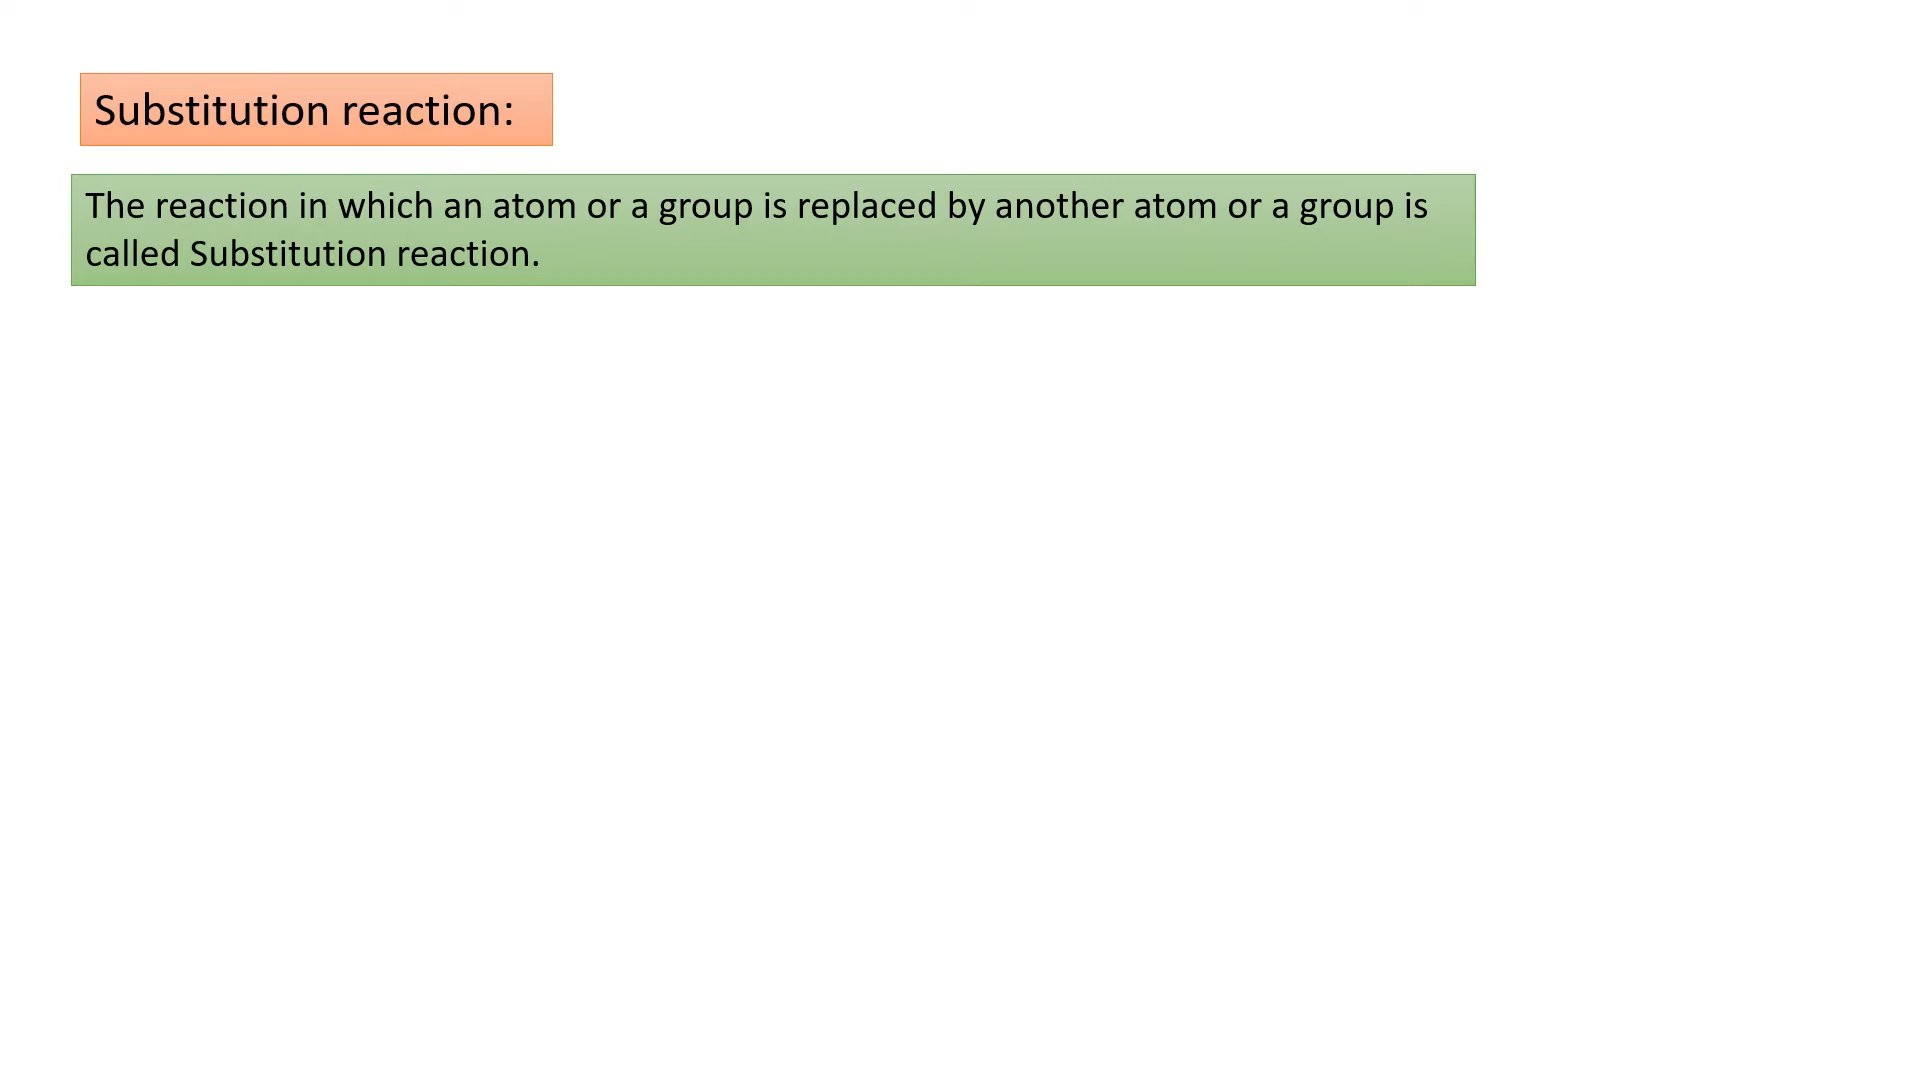 Substitution reaction:
The reaction in which an atom or a group is replaced by another atom or a group is
called Substitution reaction.